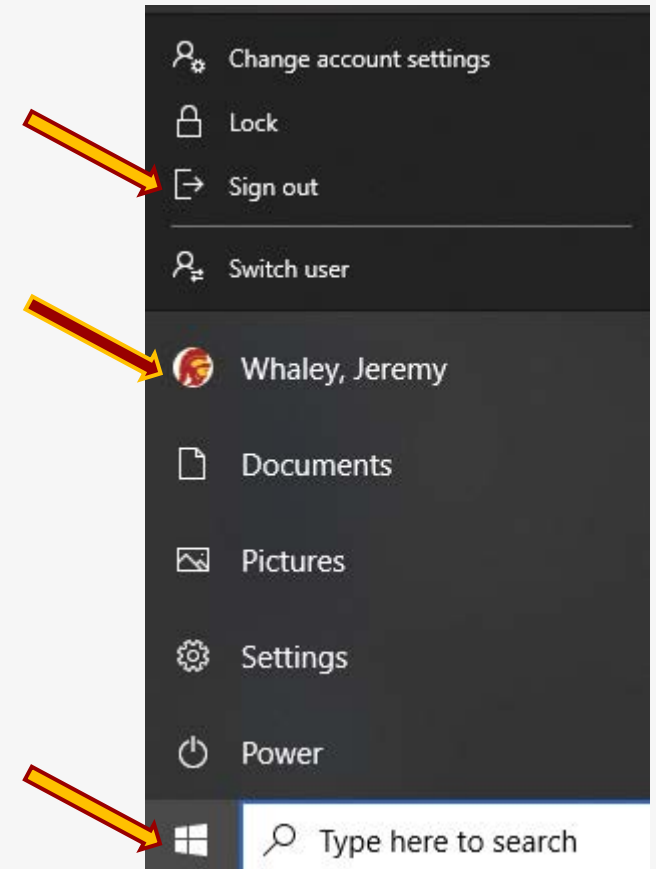 Change account settings
Lock
Sign out
Switch user
Whaley, Jeremy
Documents
Pictures
Settings
Power
Type here to search